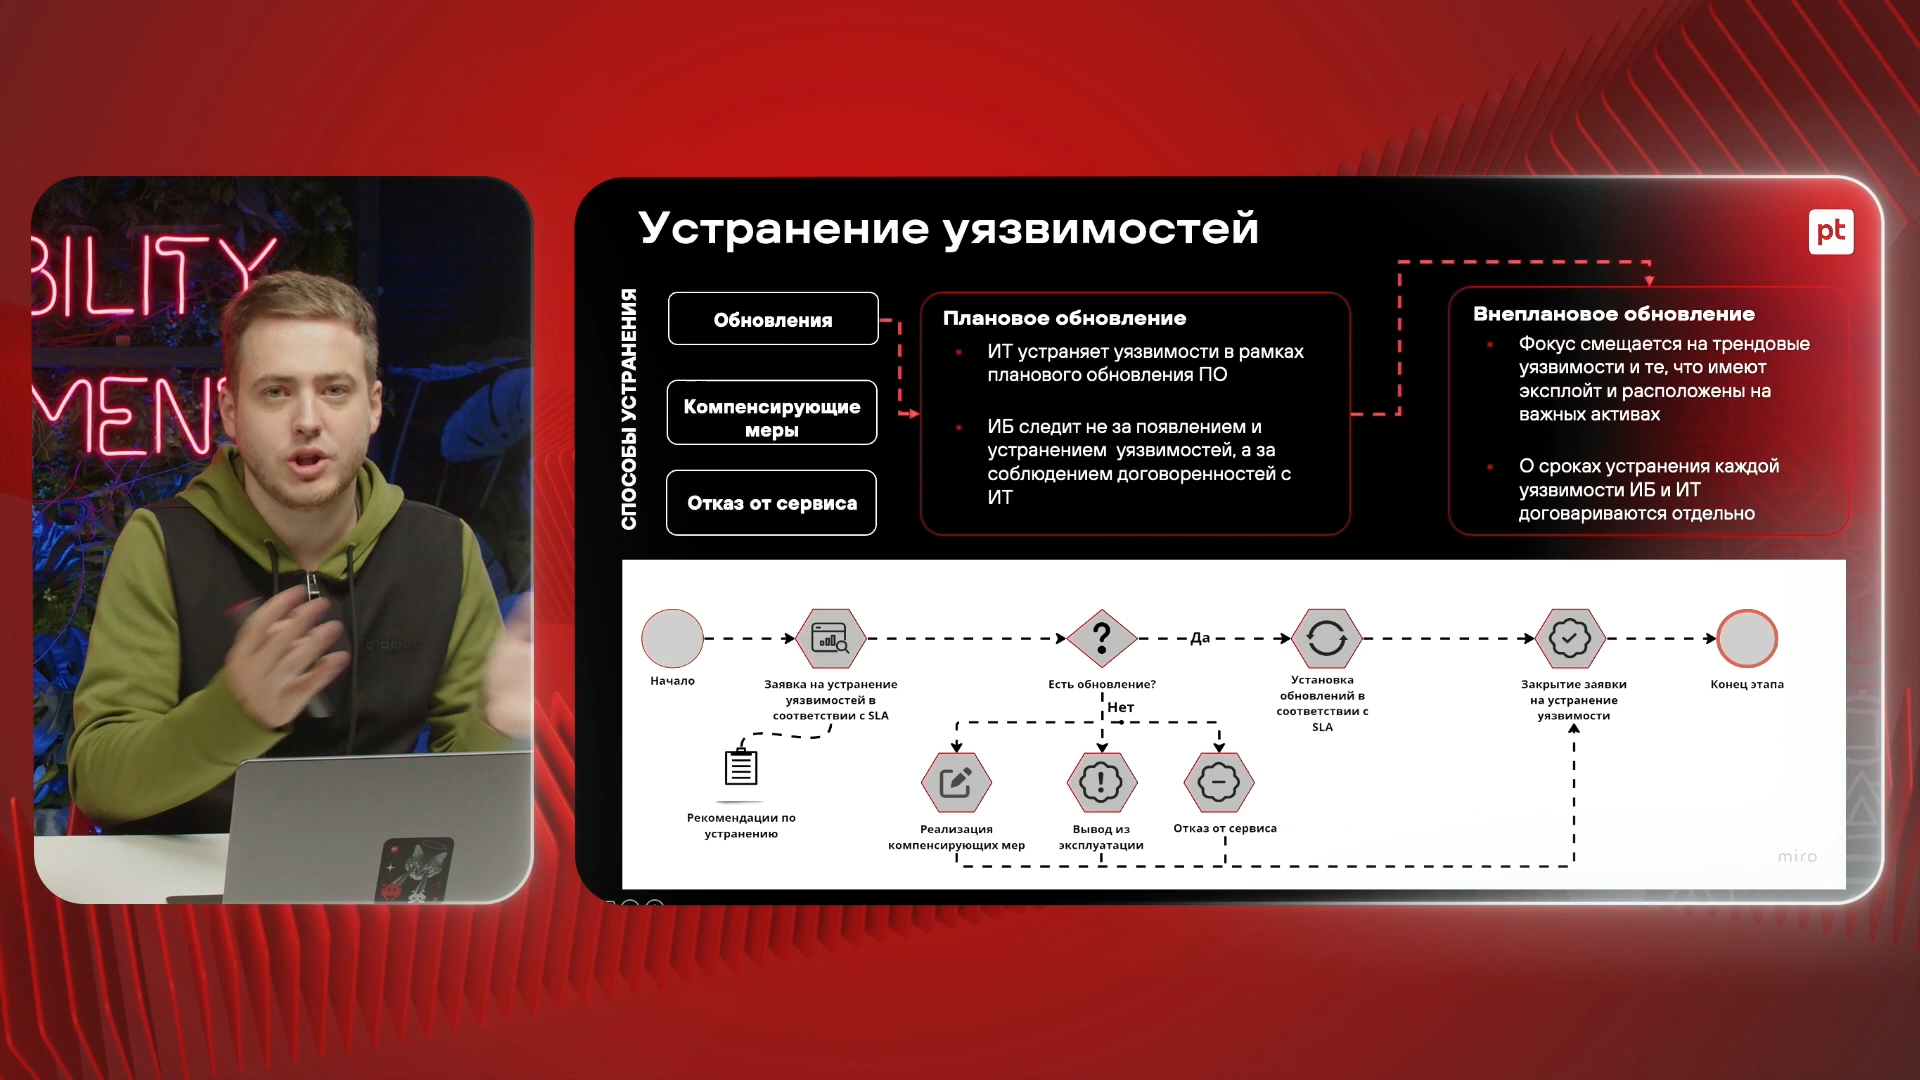 BILITY
MEN
Устранение уязвимостей
pt
СПОСОБЫ УСТРАНЕНИЯ
Обновления
Компенсирующие
меры
Отказ от сервиса
Плановое обновление
• ИТ устраняет уязвимости в рамках
планового обновления ПО
• ИБ следит не за появлением и
устранением уязвимостей, а за
соблюдением договоренностей с
ИТ
Внеплановое обновление
• Фокус смещается на трендовые
уязвимости и те, что имеют
эксплойт и расположены на
важных активах
• О сроках устранения каждой
уязвимости ИБ и ИТ
договариваются отдельно
Начало
Заявка на устранение
уязвимостей в
соответствии с SLA
Рекомендации по
устранению
?
Есть обновление?
Да
Нет
Установка
обновлений в
соответствии с
SLA
Закрытие заявки
на устранение
уязвимости
Конец этапа
Реализация
компенсирующих мер
Вывод из
эксплуатации
Отказ от сервиса
miro